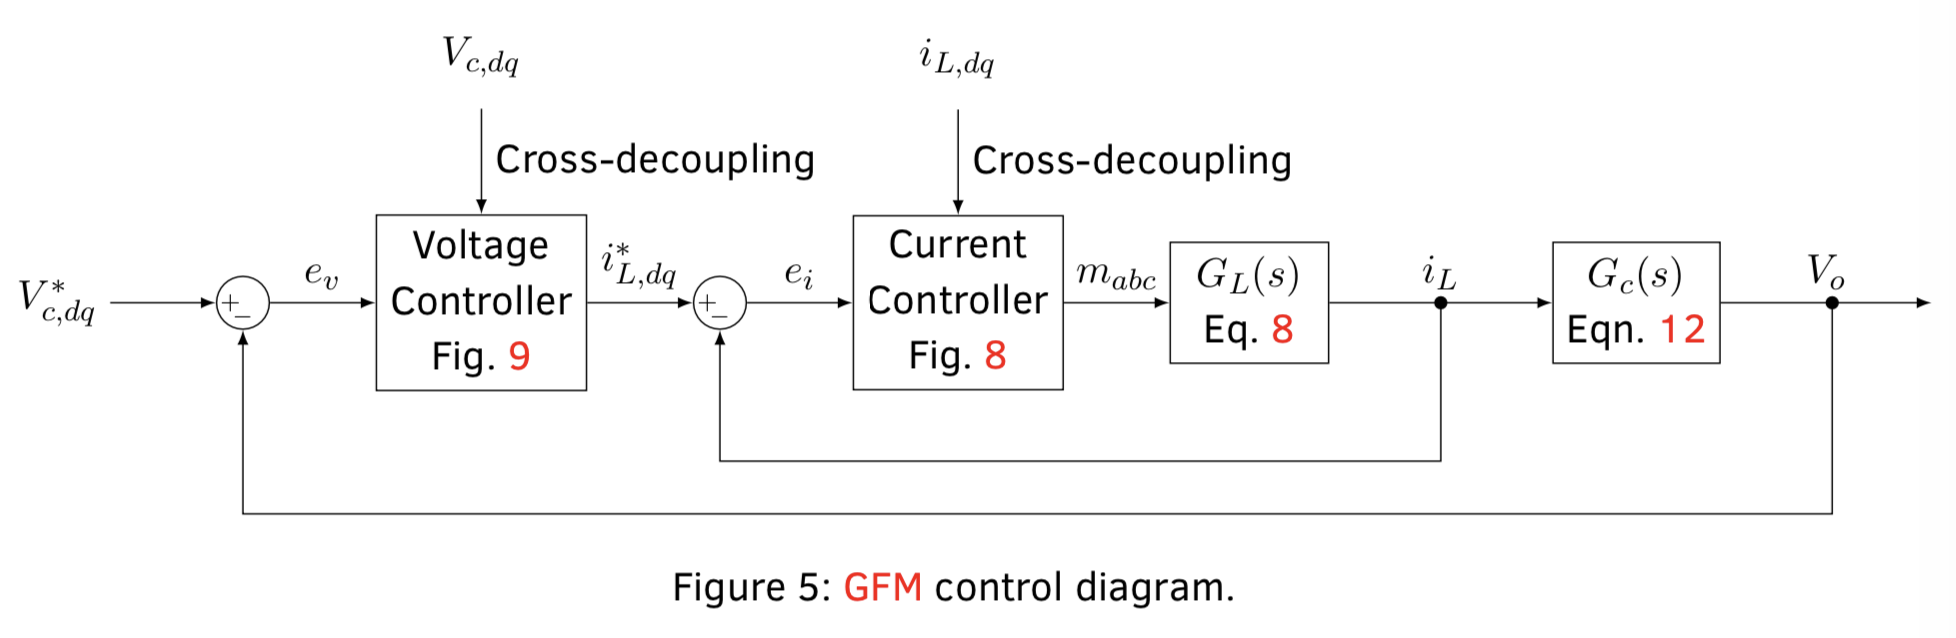 V_{c,dq}
i_{L,dq}
Cross-decoupling
Cross-decoupling
V^*_{c,dq}
+
−
e_v
Voltage
Controller
Fig. 9
i^*_{L,dq}
+
−
e_i
Current
Controller
Fig. 8
m_{abc}
G_L(s)
Eq. 8
i_L
G_c(s)
Eqn. 12
V_o
Figure 5: GFM control diagram.